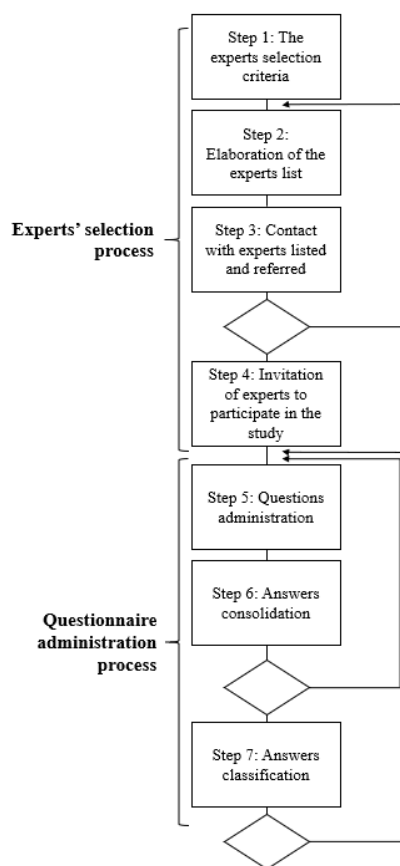 Step 1: The
experts selection
criteria
Step 2:
Elaboration of the
experts list
Experts’ selection
process
Step 3: Contact
with experts listed
and referred
Step 4: Invitation
of experts to
participate in the
study
Step 5: Questions
administration
Step 6: Answers
consolidation
Questionnaire
administration
process
Step 7: Answers
classification